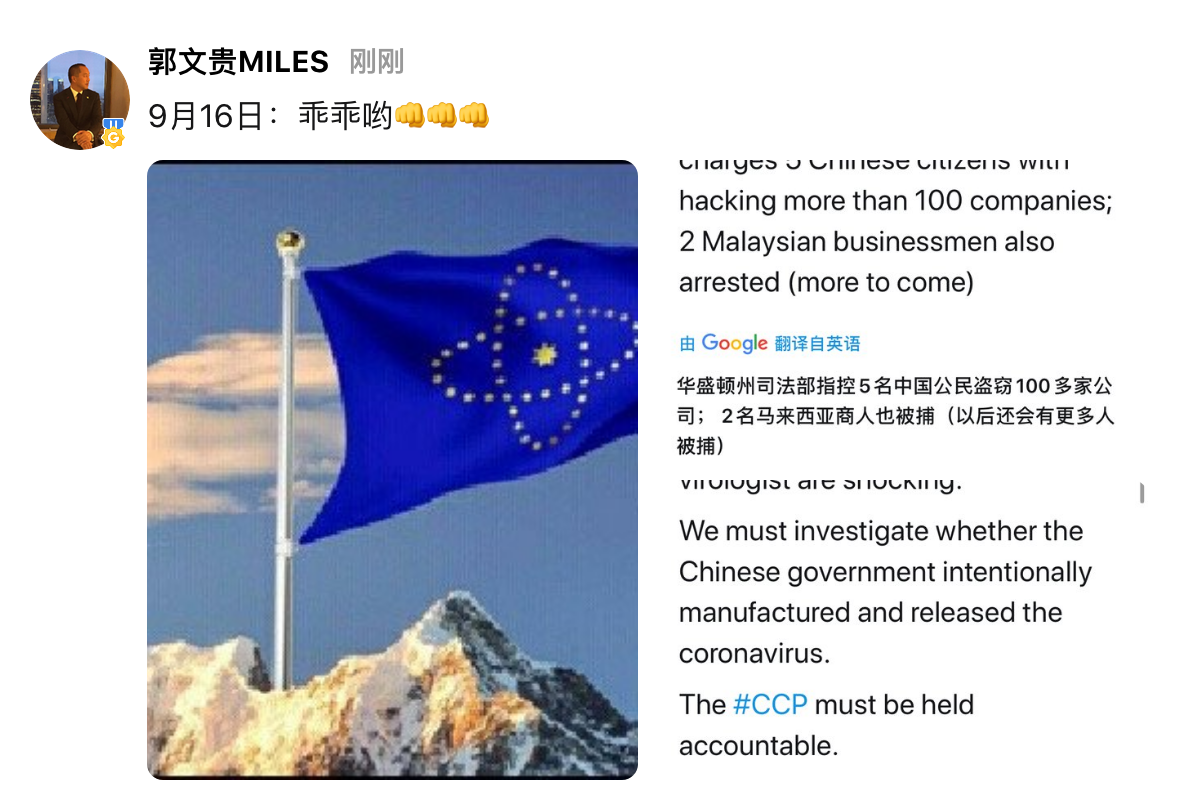 郭文贵MILES 刚刚
9月16日：乖乖哟👊👊👊
charges 5 Chinese citizens with
hacking more than 100 companies;
2 Malaysian businessmen also
arrested (more to come)
由 Google 翻译自英语
华盛顿州司法部指控5名中国公民盗窃100多家公
司； 2名马来西亚商人也被捕（以后还会有更多人
被捕）
virologist are shocking.
We must investigate whether the
Chinese government intentionally
manufactured and released the
coronavirus.
The #CCP must be held
accountable.